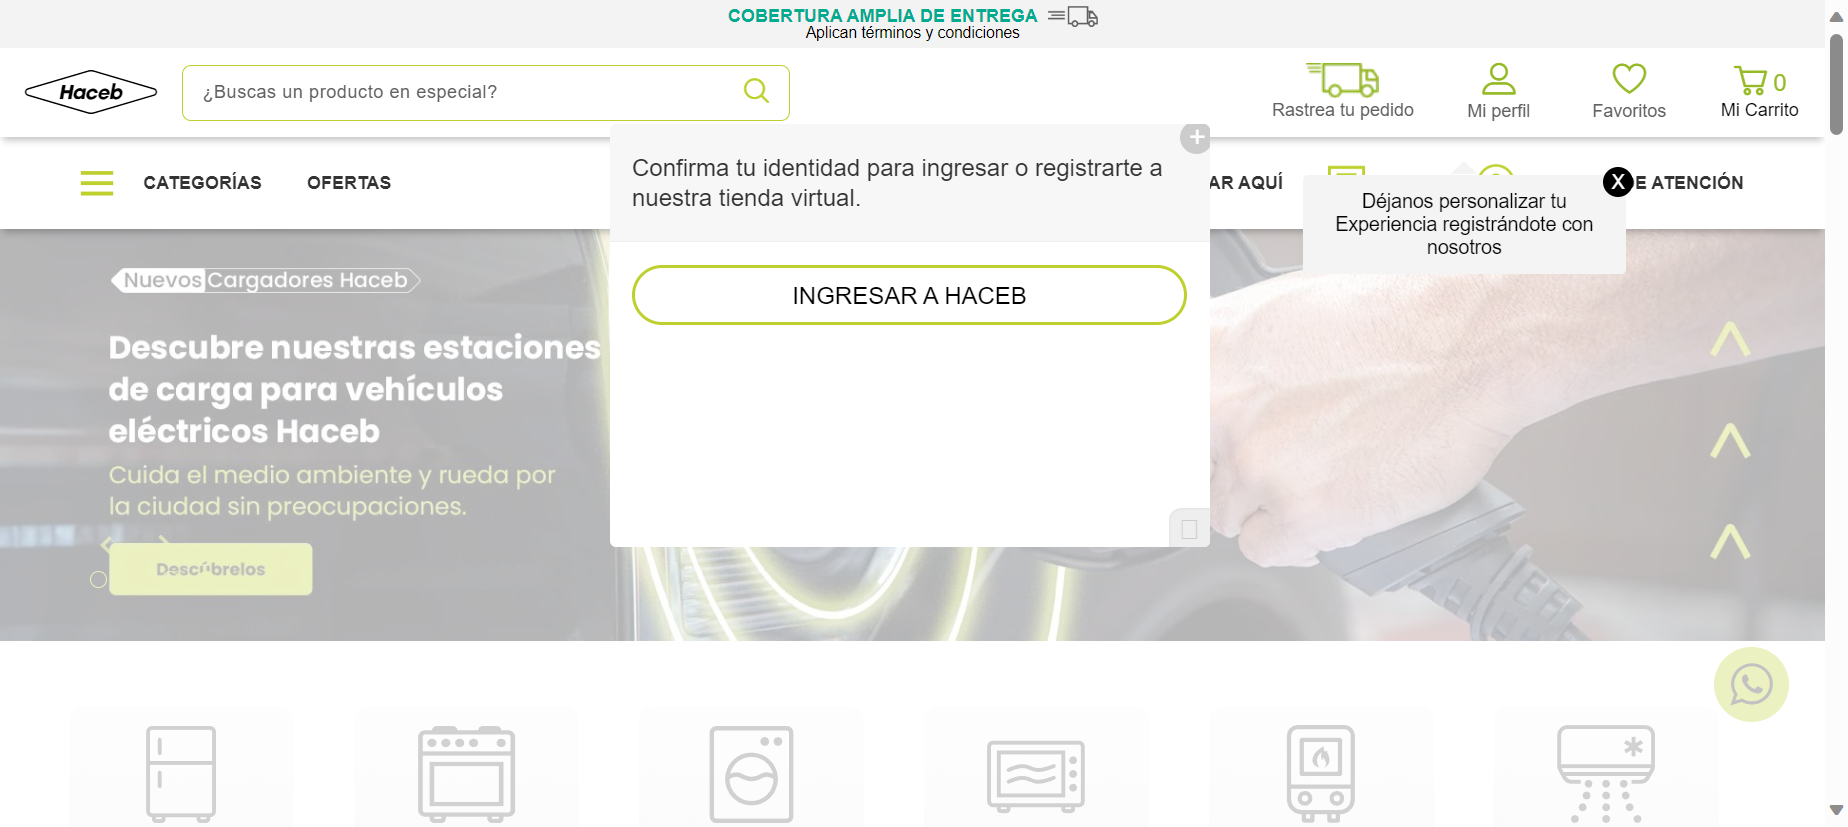 COBERTURA AMPLIA DE ENTREGA
Aplican términos y condiciones
Haceb
¿Buscas un producto en especial?
Rastrea tu pedido
Mi perfil
Favoritos
0
Mi Carrito
CATEGORÍAS
OFERTAS
AR AQUÍ
E ATENCIÓN
Confirma tu identidad para ingresar o registrarte a
nuestra tienda virtual.
INGRESAR A HACEB
X
Déjanos personalizar tu
Experiencia registrándote con
nosotros
Nuevos Cargadores Haceb
Descubre nuestras estaciones
de carga para vehículos
eléctricos Haceb
Cuida el medio ambiente y rueda por
la ciudad sin preocupaciones.
Descúbrelos